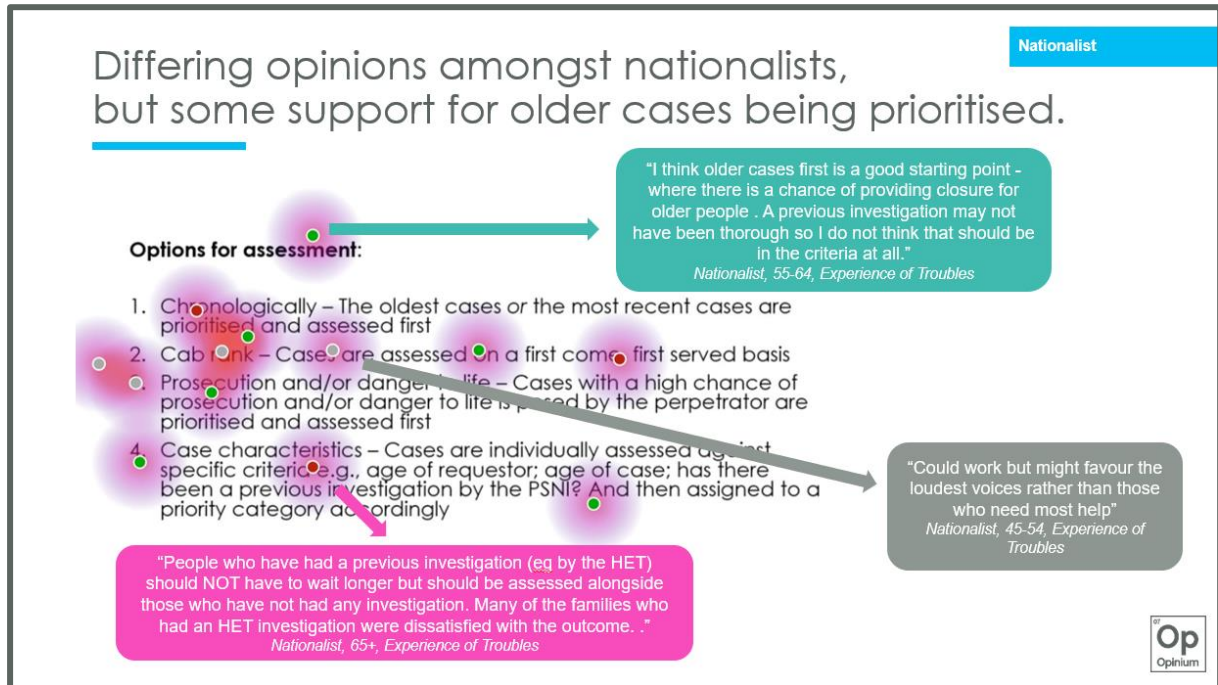 Nationalist
Differing opinions amongst nationalists,
but some support for older cases being prioritised.
“I think older cases first is a good starting point -
where there is a chance of providing closure for
older people . A previous investigation may not
have been thorough so I do not think that should be
in the criteria at all.”
Nationalist, 55-64, Experience of Troubles
Options for assessment:
1. Chronologically – The oldest cases or the most recent cases are
prioritised and assessed first
2. Cab rank – Cases are assessed on a first come, first served basis
3. Prosecution and/or danger to life – Cases with a high chance of
prosecution and/or danger to life is posed by the perpetrator are
prioritised and assessed first
4. Case characteristics – Cases are individually assessed against
specific criteria e.g., age of requestor; age of case; has there
been a previous investigation by the PSNI? And then assigned to a
priority category accordingly
“Could work but might favour the
loudest voices rather than those
who need most help”
Nationalist, 45-54, Experience of
Troubles
“People who have had a previous investigation (eg by the HET)
should NOT have to wait longer but should be assessed alongside
those who have not had any investigation. Many of the families who
had an HET investigation were dissatisfied with the outcome. .”
Nationalist, 65+, Experience of Troubles
07
Op
Opinium